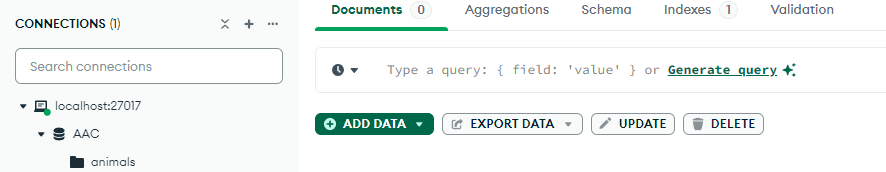 CONNECTIONS (1)
Search connections
localhost:27017
AAC
animals
Documents 0 Aggregations Schema Indexes 1 Validation
Type a query: { field: 'value' } or Generate query
ADD DATA EXPORT DATA UPDATE DELETE